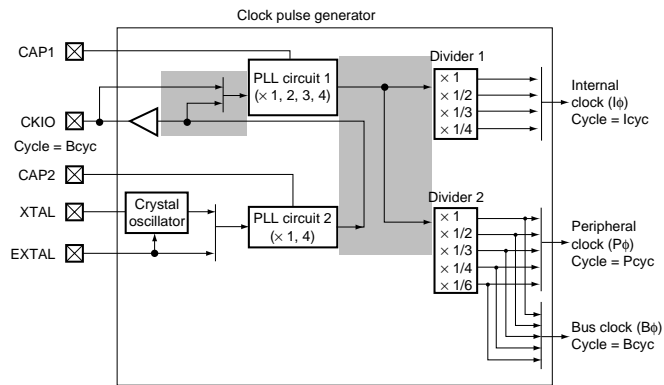 Clock pulse generator
CAP1
CKIO
Cycle = Bcyc
CAP2
XTAL
EXTAL
PLL circuit 1
(× 1, 2, 3, 4)
Crystal
oscillator
PLL circuit 2
(× 1, 4)
Divider 1
× 1
× 1/2
× 1/3
× 1/4
Divider 2
× 1
× 1/2
× 1/3
× 1/4
× 1/6
Internal
clock (Iϕ)
Cycle = Icyc
Peripheral
clock (Pϕ)
Cycle = Pcyc
Bus clock (Bϕ)
Cycle = Bcyc